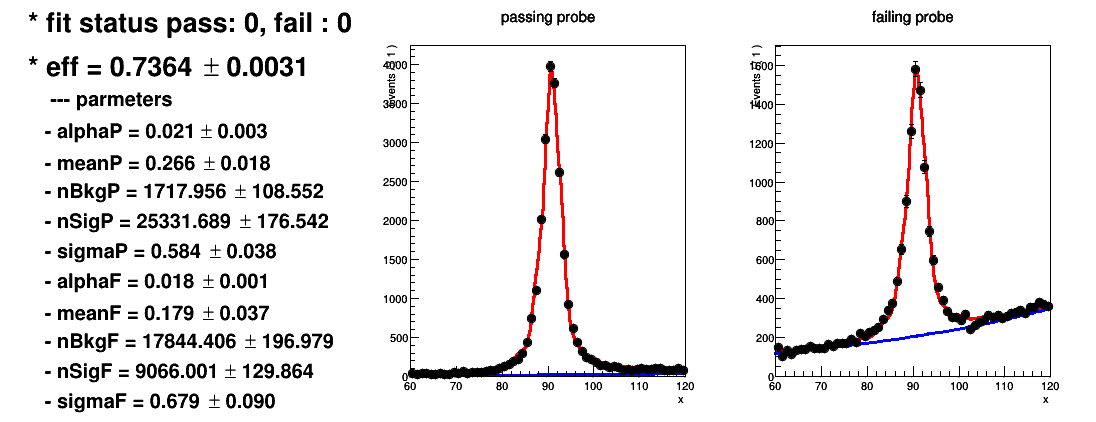 * fit status pass: 0, fail : 0
* eff = 0.7364 ± 0.0031
--- parmeters
- alphaP = 0.021 ± 0.003
- meanP = 0.266 ± 0.018
- nBkgP = 1717.956 ± 108.552
- nSigP = 25331.689 ± 176.542
- sigmaP = 0.584 ± 0.038
- alphaF = 0.018 ± 0.001
- meanF = 0.179 ± 0.037
- nBkgF = 17844.406 ± 196.979
- nSigF = 9066.001 ± 129.864
- sigmaF = 0.679 ± 0.090
passing probe
Events ( 1 )
4000
3500
3000
2500
2000
1500
1000
500
0
60 70 80 90 100 110 120
x
failing probe
Events ( 1 )
1600
1400
1200
1000
800
600
400
200
0
60 70 80 90 100 110 120
x